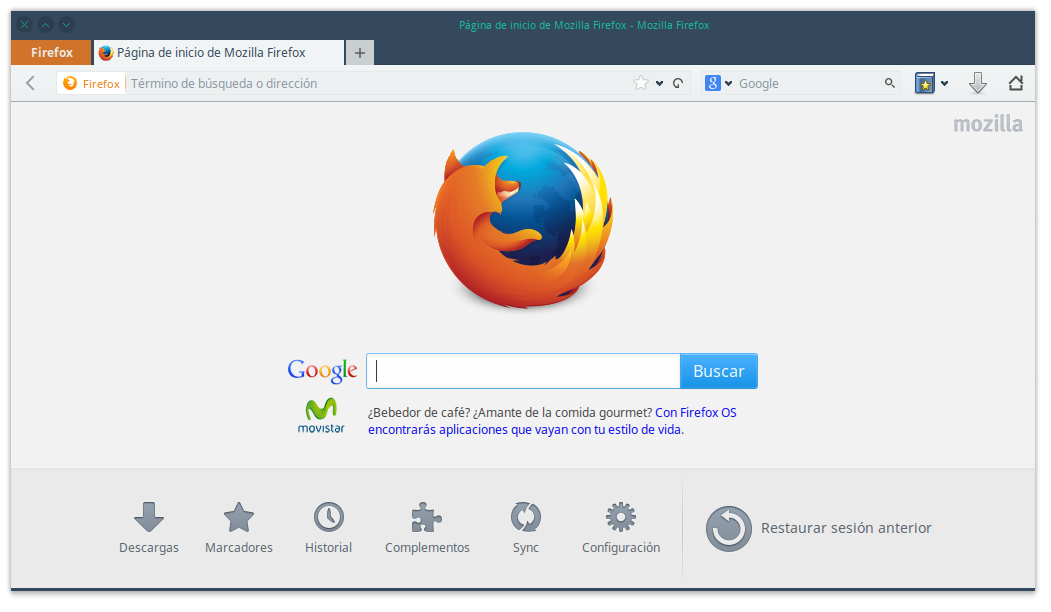 Página de inicio de Mozilla Firefox - Mozilla Firefox
Firefox
Página de inicio de Mozilla Firefox
Firefox
Término de búsqueda o dirección
8
Google
mozilla
Google
Buscar
movistar
¿Bebedor de café? ¿Amante de la comida gourmet? Con Firefox OS
encontrarás aplicaciones que vayan con tu estilo de vida.
Descargas
Marcadores
Historial
Complementos
Sync
Configuración
Restaurar sesión anterior